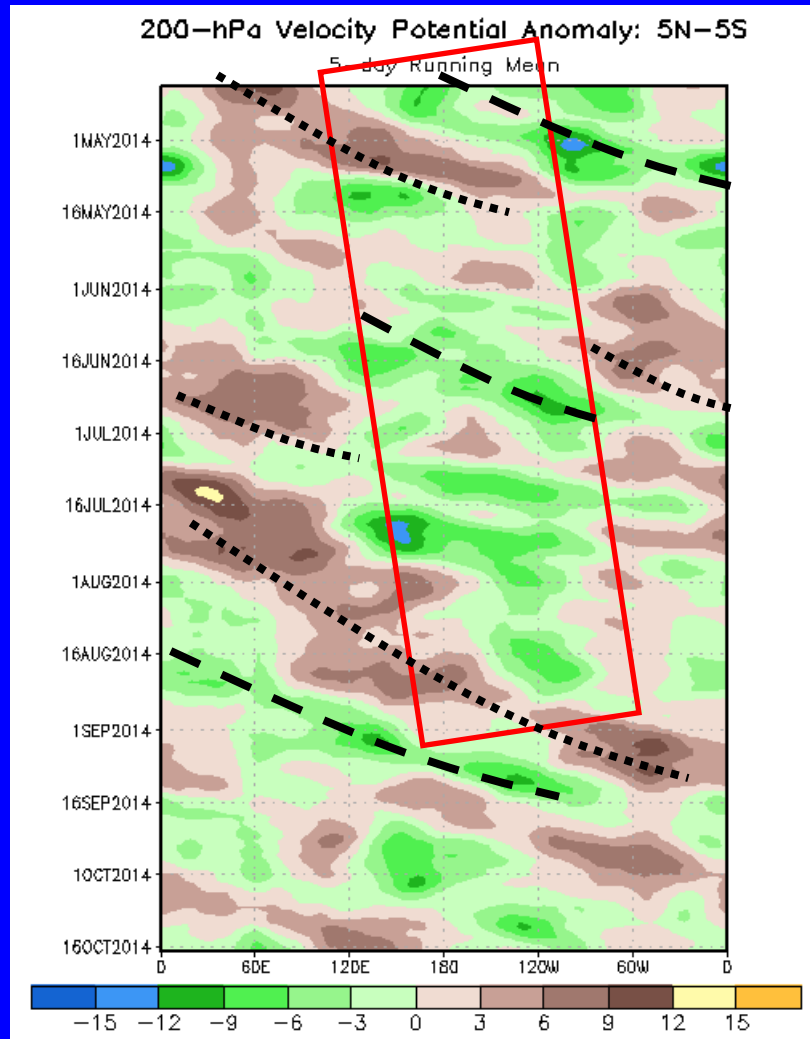 200-hPa Velocity Potential Anomaly: 5N-5S
5-day Running Mean
1MAY2014
16MAY2014
1JUN2014
16JUN2014
1JUL2014
16JUL2014
1AUG2014
16AUG2014
1SEP2014
16SEP2014
1OCT2014
16OCT2014
0 60E 120E 180 120W 60W 0
-15 -12 -9 -6 -3 0 3 6 9 12 15